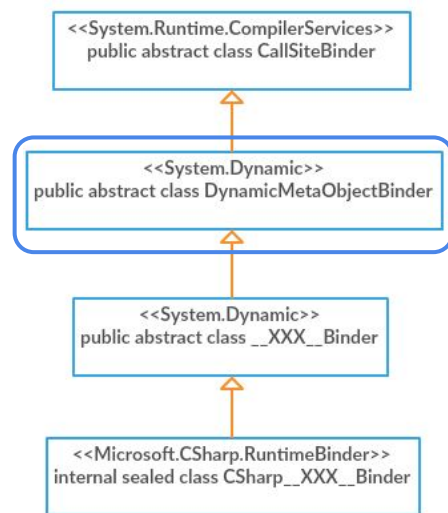 <<System.Runtime.CompilerServices>>
public abstract class CallSiteBinder
<<System.Dynamic>>
public abstract class DynamicMetaObjectBinder
<<System.Dynamic>>
public abstract class __XXX__Binder
<<Microsoft.CSharp.RuntimeBinder>>
internal sealed class CSharp__XXX__Binder